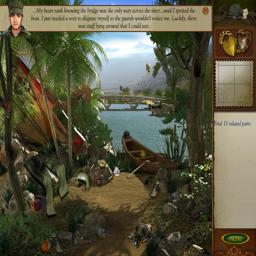 ...My heart sank knowing the bridge was the only way across the river...until I spotted the
boat. I just needed a way to disguise myself so the guards wouldn't notice me. Luckily, there
was stuff lying around that I could use.
Find 10 related pairs.
MENU